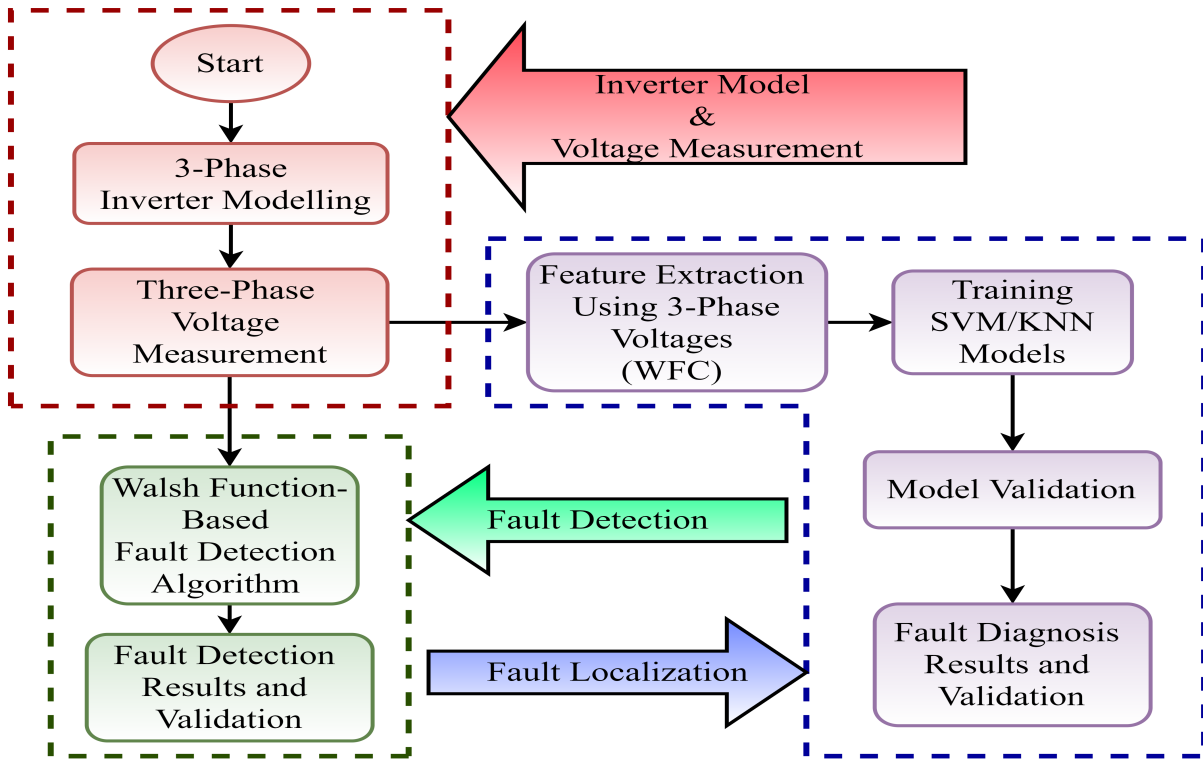 Start
3-Phase
Inverter Modelling
Three-Phase
Voltage
Measurement
Inverter Model
&
Voltage Measurement
Feature Extraction
Using 3-Phase
Voltages
(WFC)
Training
SVM/KNN
Models
Model Validation
Fault Diagnosis
Results and
Validation
Walsh Function-
Based
Fault Detection
Algorithm
Fault Detection
Results and
Validation
Fault Detection
Fault Localization